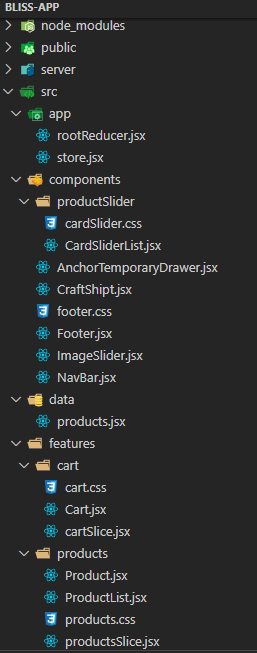 BLISS-APP
node_modules
public
server
src
app
rootReducer.jsx
store.jsx
components
productSlider
cardSlider.css
CardSliderList.jsx
AnchorTemporaryDrawer.jsx
CraftShipt.jsx
footer.css
Footer.jsx
ImageSlider.jsx
NavBar.jsx
data
products.jsx
features
cart
cart.css
Cart.jsx
cartSlice.jsx
products
Product.jsx
ProductList.jsx
products.css
productsSlice.jsx